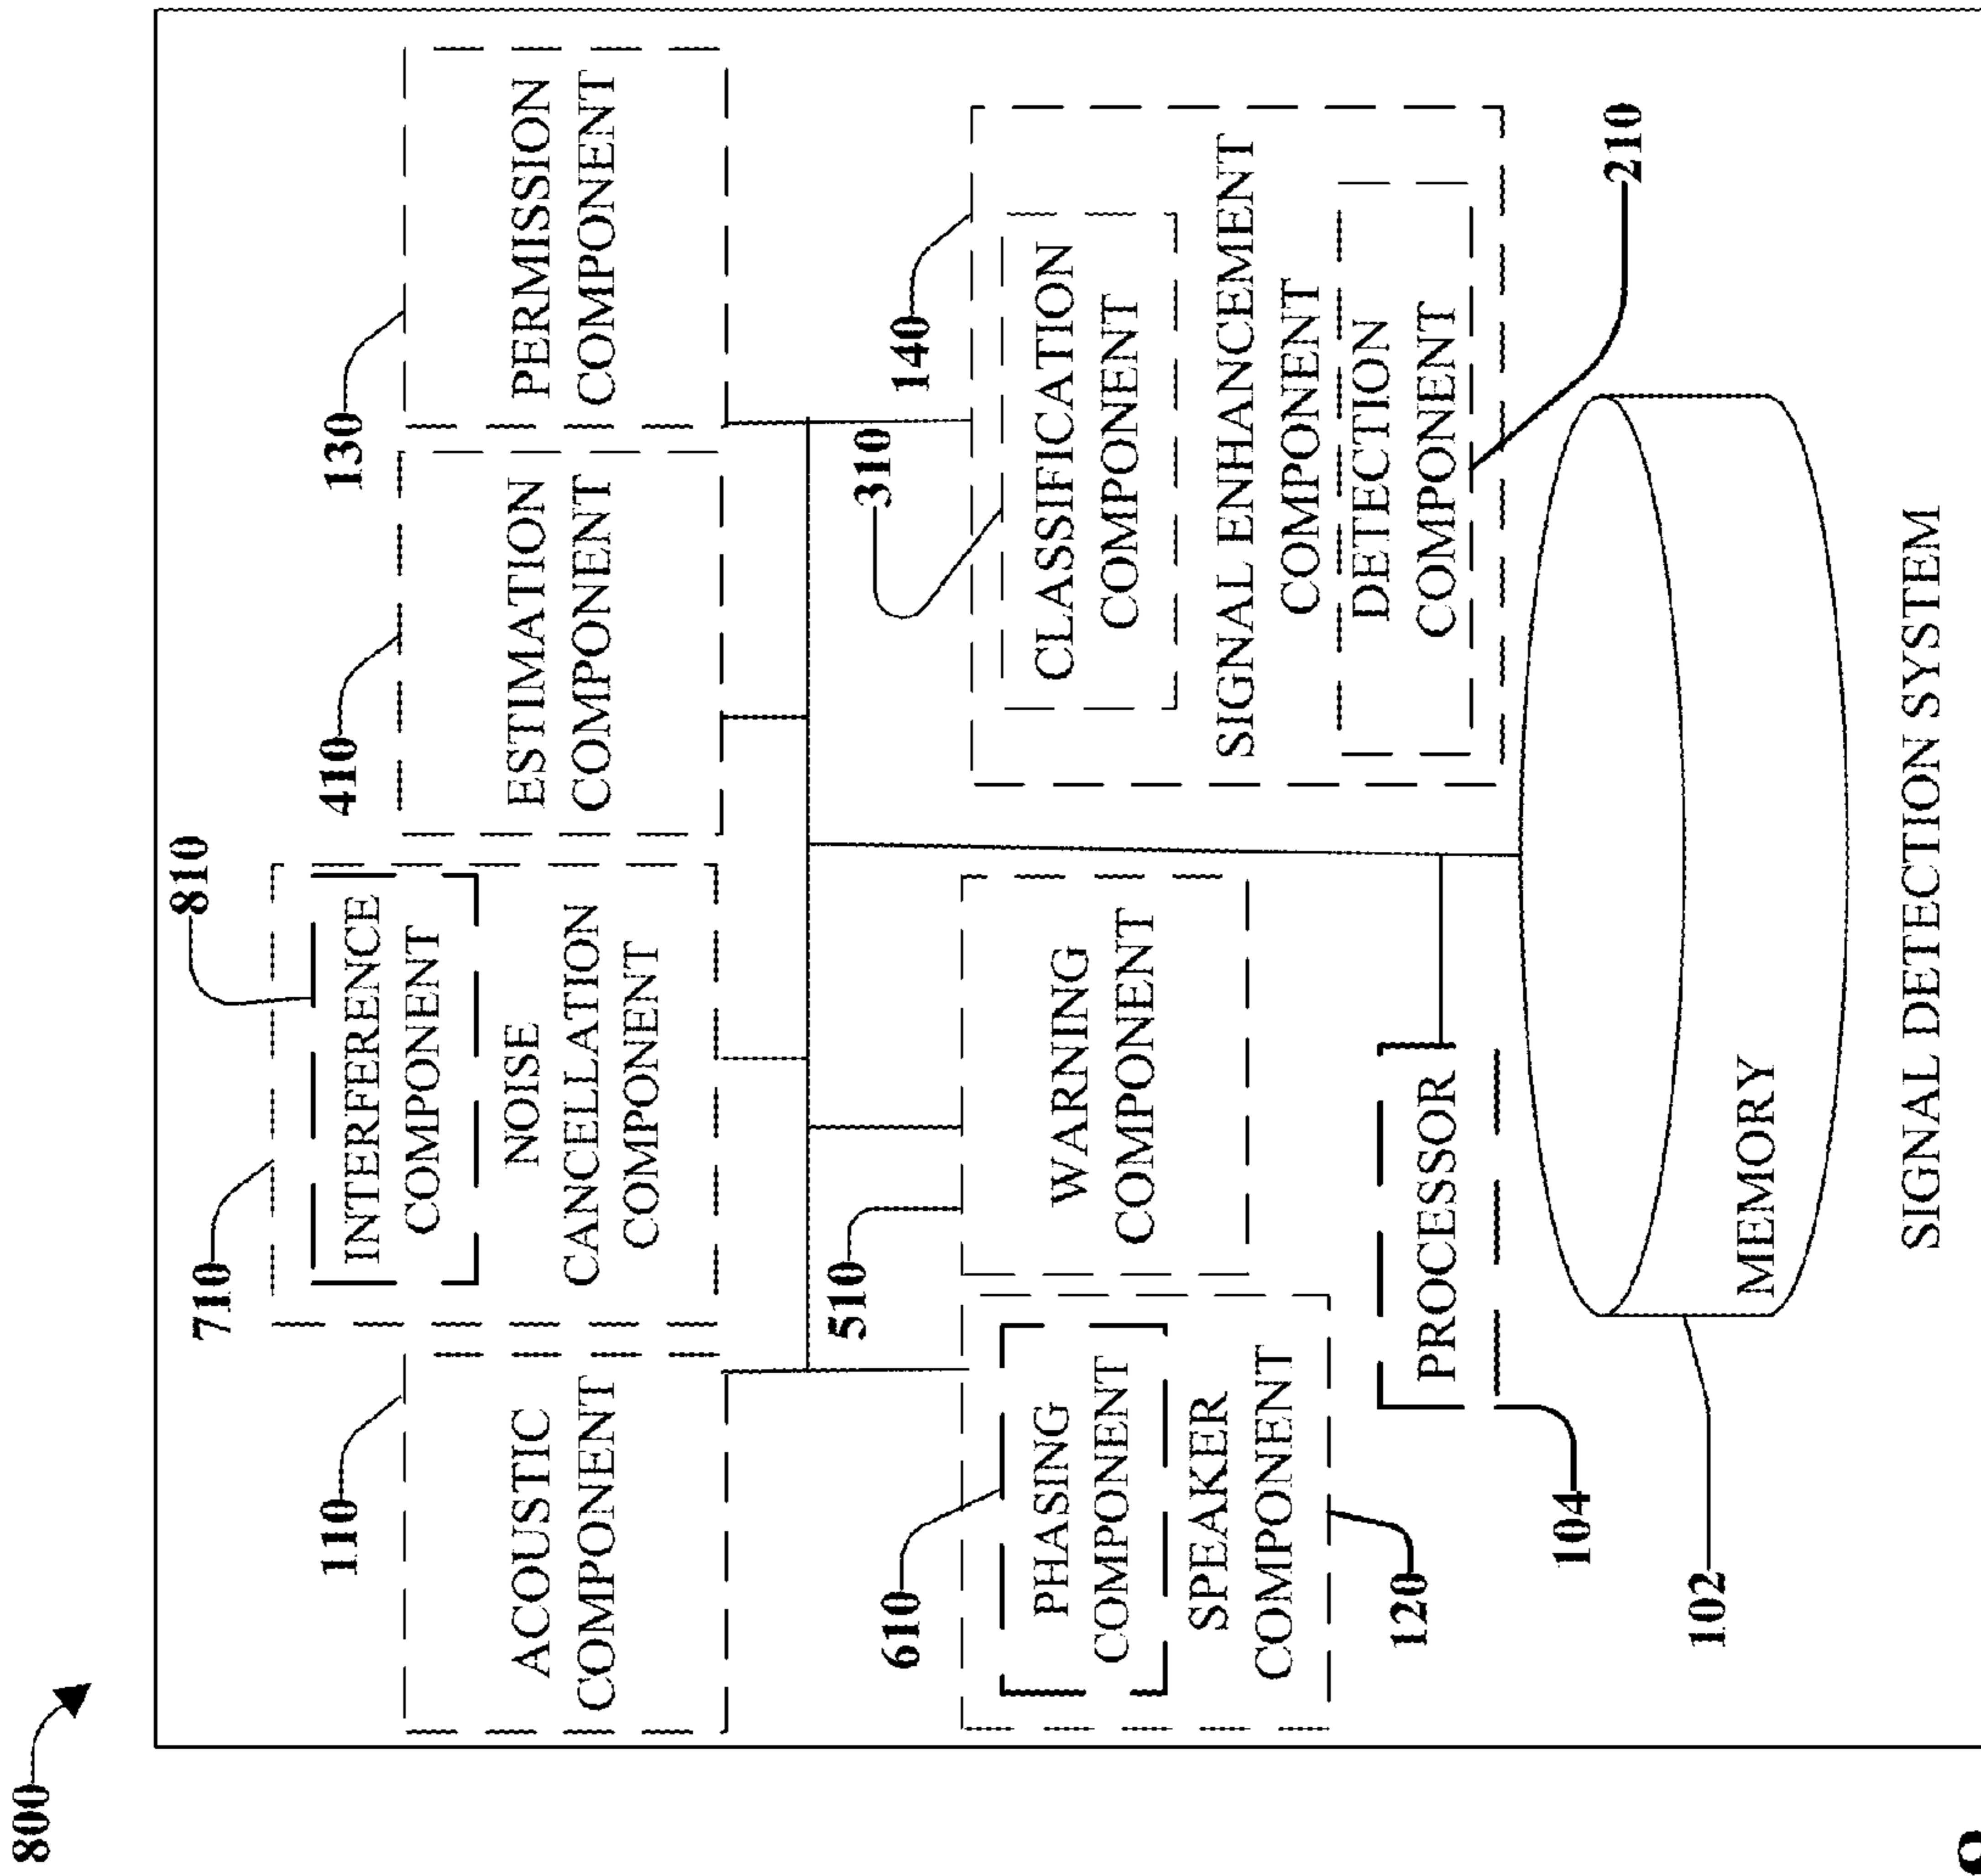 800
110
710
810
410
130
ACOUSTIC
COMPONENT
INTERFERENCE
COMPONENT
NOISE
CANCELLATION
COMPONENT
ESTIMATION
COMPONENT
PERMISSION
COMPONENT
610
510
310
140
PHASING
COMPONENT
SPEAKER
COMPONENT
WARNING
COMPONENT
CLASSIFICATION
COMPONENT
SIGNAL ENHANCEMENT
COMPONENT
DETECTION
COMPONENT
120
PROCESSOR
104
210
102
MEMORY
SIGNAL DETECTION SYSTEM